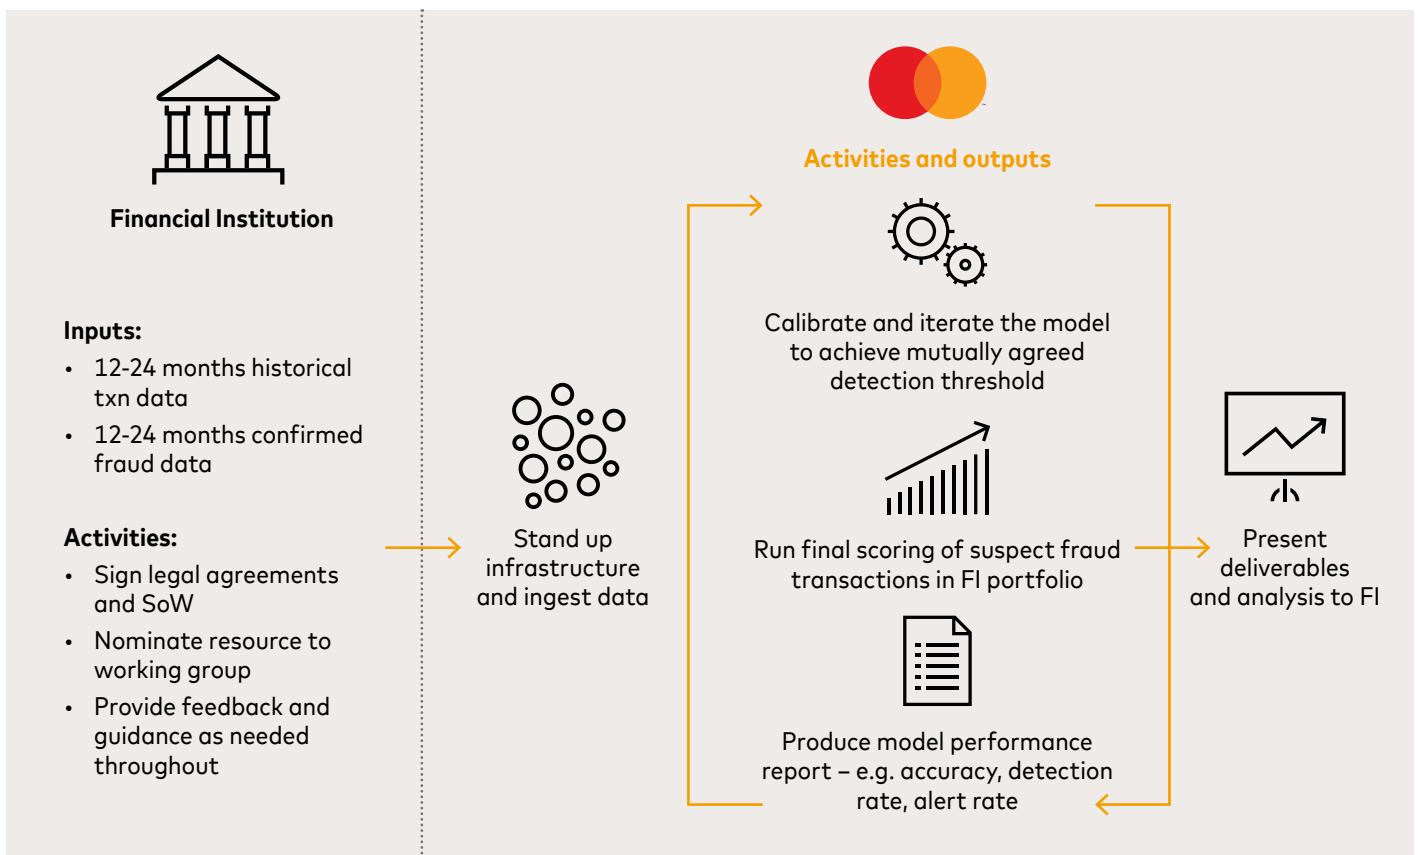 Financial Institution
Inputs:
• 12-24 months historical
txn data
• 12-24 months confirmed
fraud data
Activities:
• Sign legal agreements
and SoW
• Nominate resource to
working group
• Provide feedback and
guidance as needed
throughout
Stand up
infrastructure
and ingest data
Activities and outputs
Calibrate and iterate the model
to achieve mutually agreed
detection threshold
Run final scoring of suspect fraud
transactions in FI portfolio
Produce model performance
report – e.g. accuracy, detection
rate, alert rate
Present
deliverables
and analysis to FI